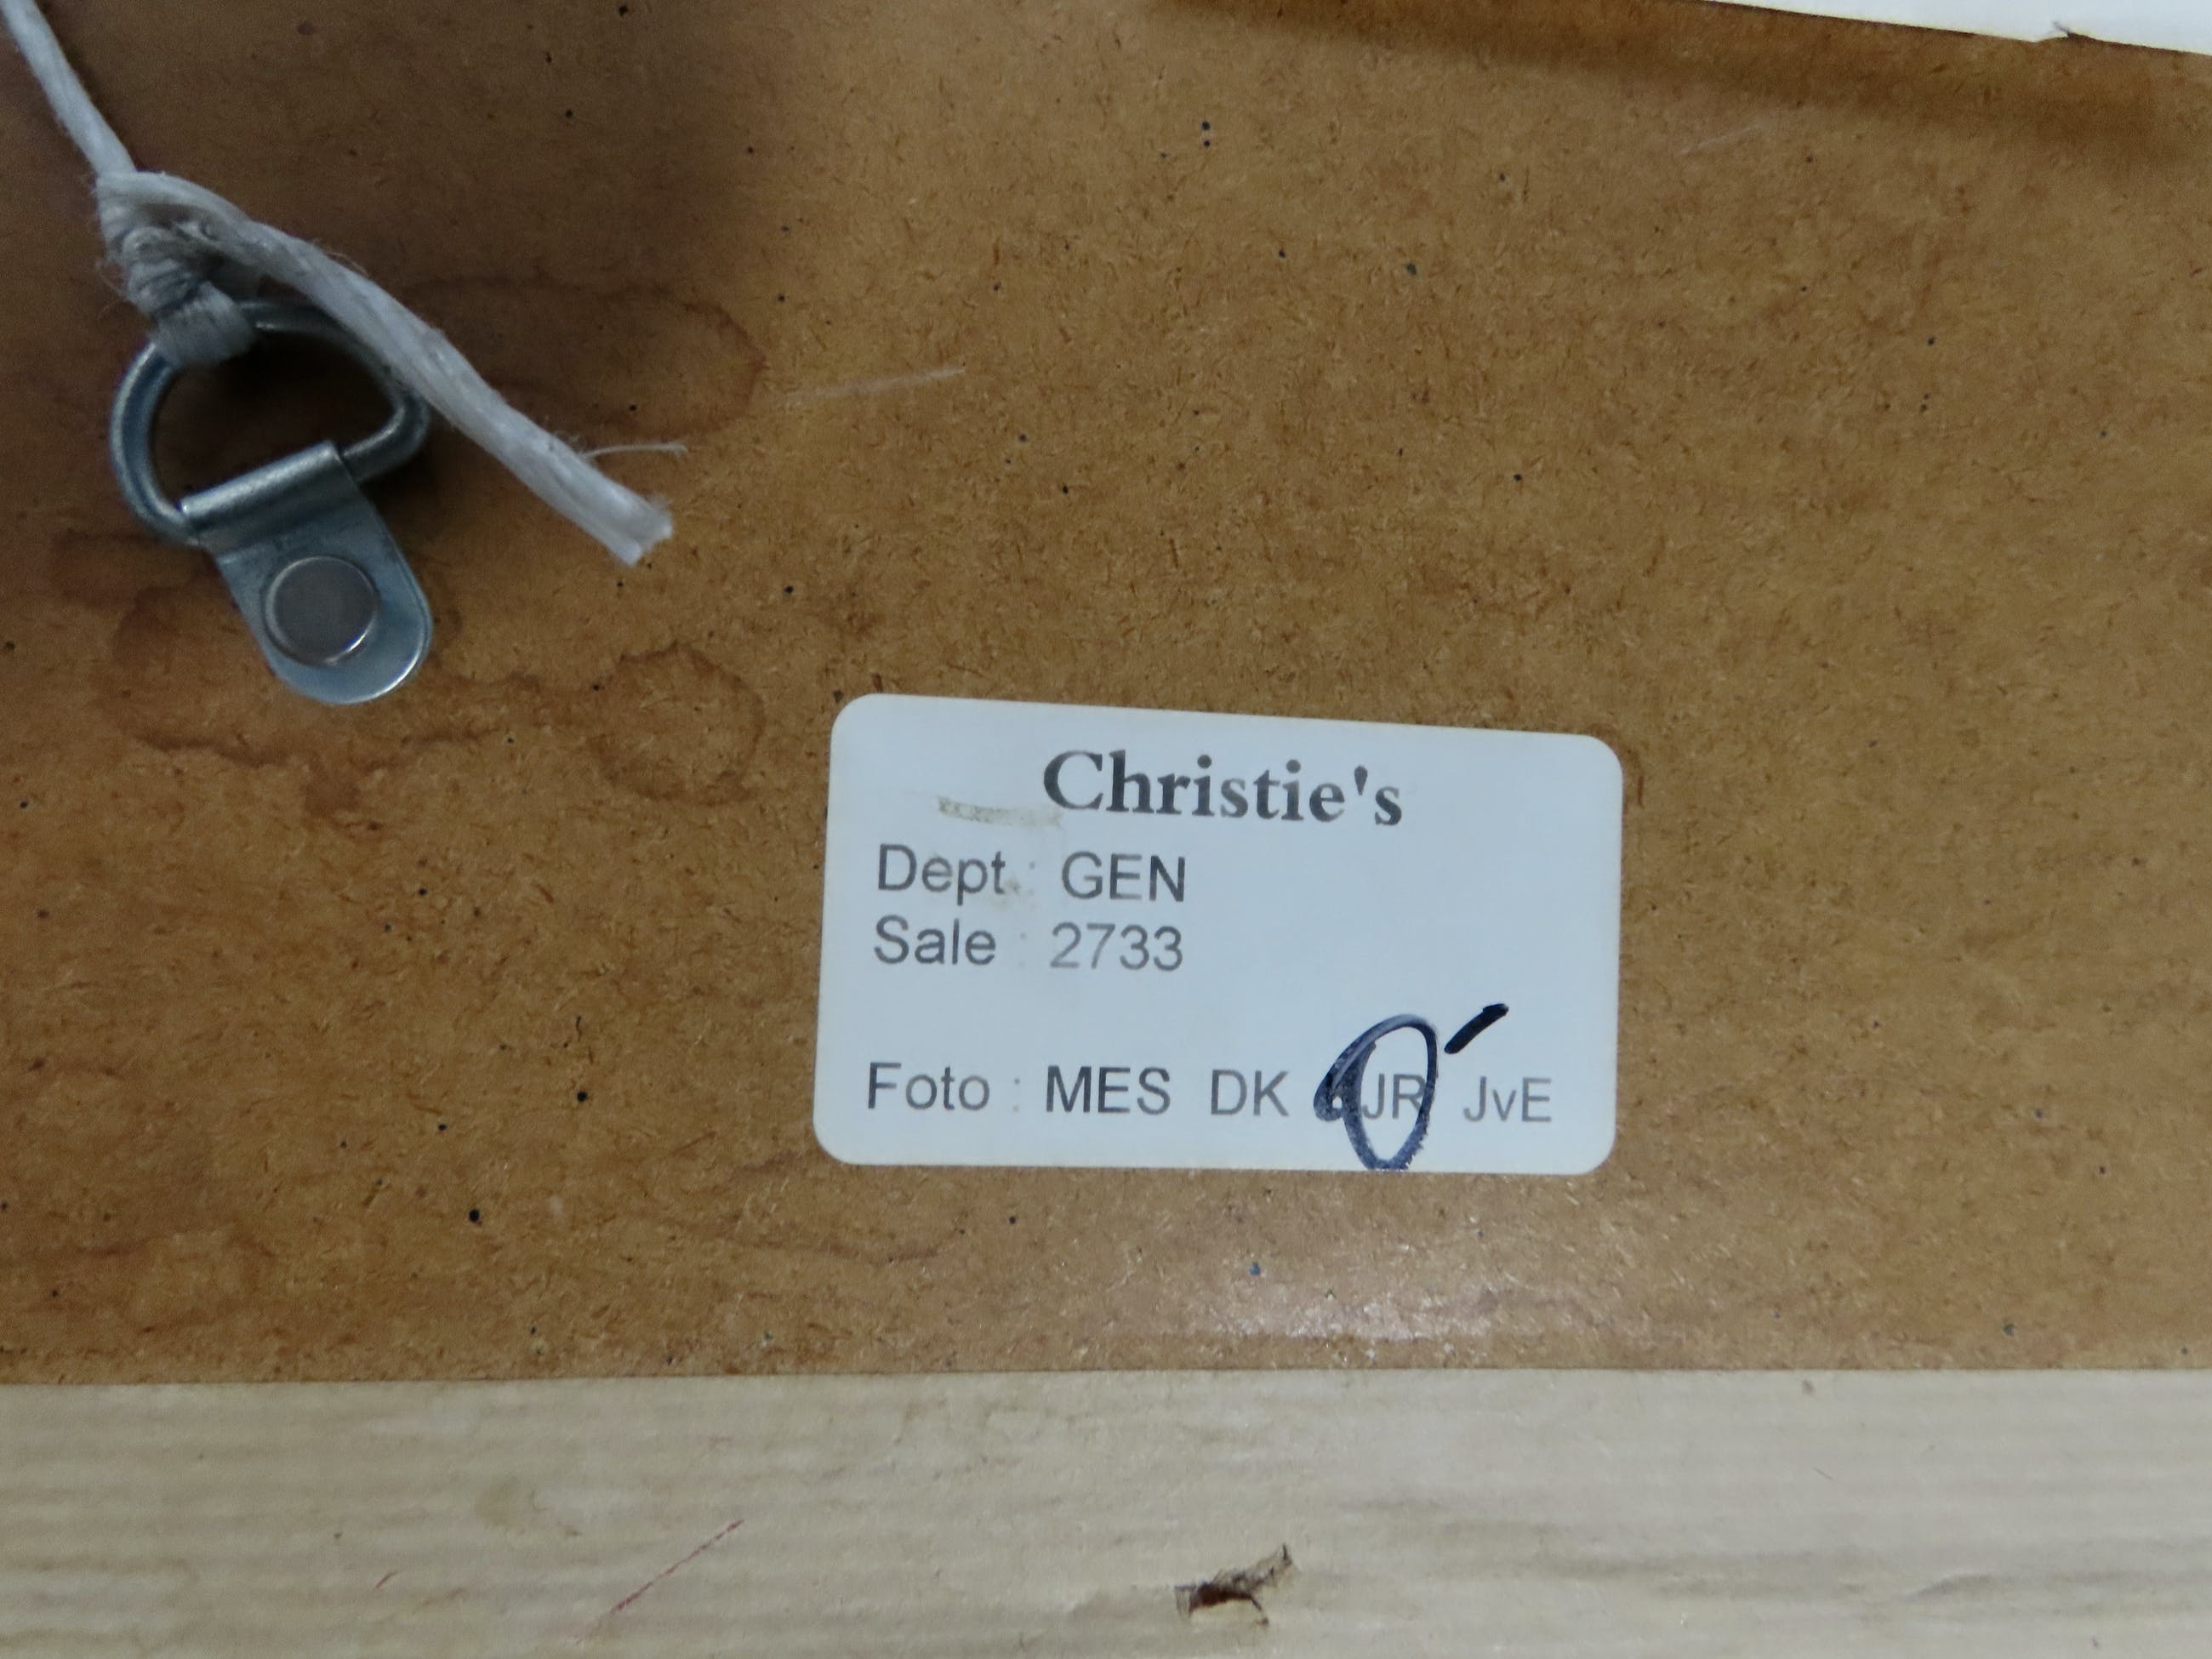 Christie's
Dept : GEN
Sale : 2733
Foto : MES DK JR JvE